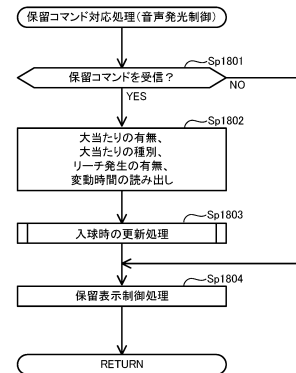 保留コマンド対応処理(音声発光制御)
Sp1801
保留コマンドを受信?
NO
YES
Sp1802
大当たりの有無、
大当たりの種別、
リーチ発生の有無、
変動時間の読み出し
Sp1803
入球時の更新処理
Sp1804
保留表示制御処理
RETURN